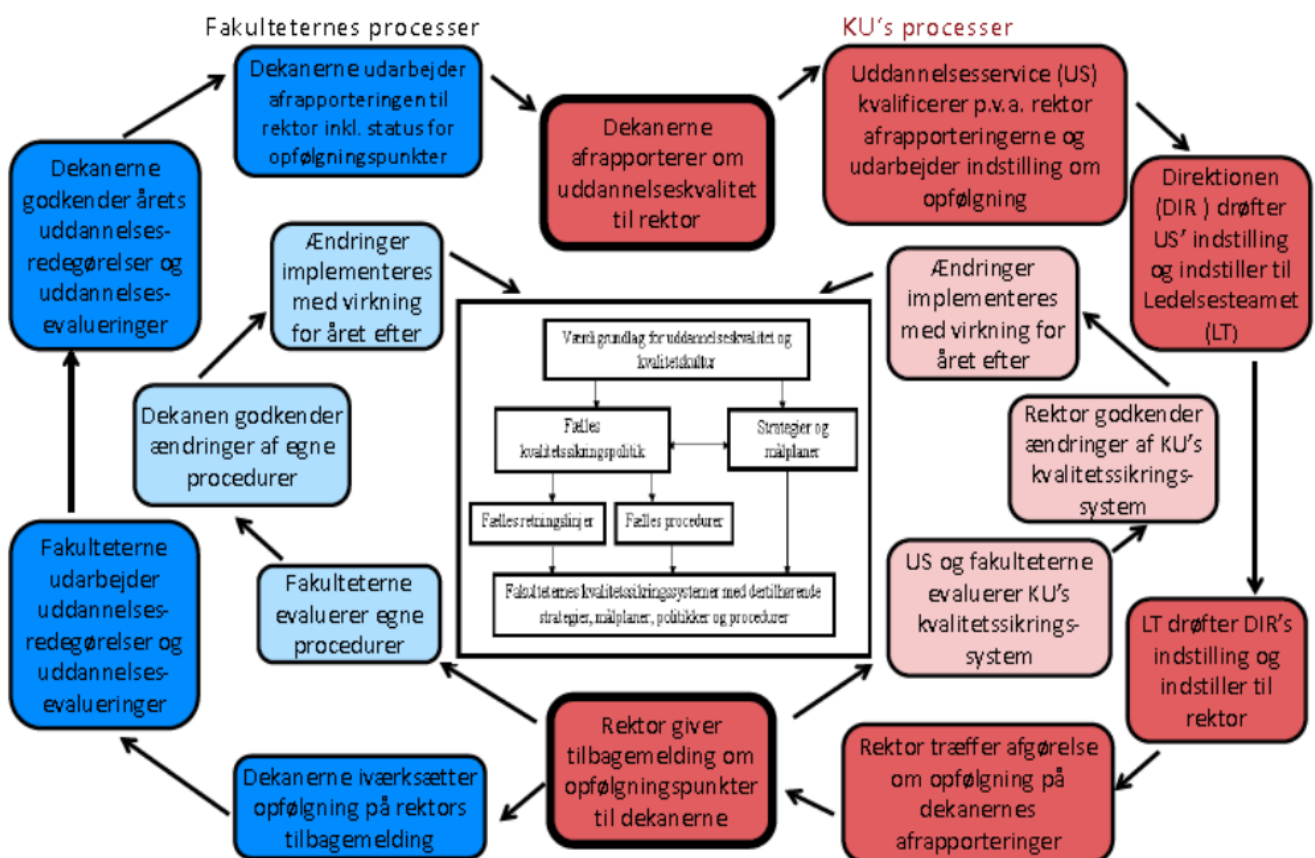 Fakulteternes processer
KU's processer
Dekanerne udarbejder
afrapporteringen til
rektor inkl. status for
opfølgningspunkter
Dekanerne
afrapporterer om
uddannelseskvalitet
til rektor
Uddannelsesservice (US)
kvalificerer p.v.a. rektor
afrapporteringerne og
udarbejder indstilling om
opfølgning
Dekanerne
godkender årets
uddannelses-
redegørelser og
uddannelses-
evalueringer
Direktionen
(DIR ) drøfter
US' indstilling
og indstiller til
Ledelsesteamet
(LT)
Ændringer
implementeres
med virkning
for året efter
Ændringer
implementeres
med virkning for
året efter
Værdigrundlag for uddannelseskvalitet og
kvalitetskultur
Fælles
kvalitetssikringspolitik
Strategier og
målplaner
Fælles retningslinjer
Fælles procedurer
Fakulteternes kvalitetssikringssystemer med dertilhørende
strategier, målplaner, politikker og procedurer
Dekanen godkender
ændringer af egne
procedurer
Rektor godkender
ændringer af KU's
kvalitetssikrings-
system
Fakulteterne
udarbejder
uddannelses-
redegørelser og
uddannelses-
evalueringer
Fakulteterne
evaluerer egne
procedurer
US og fakulteterne
evaluerer KU's
kvalitetssikrings-
system
LT drøfter DIR's
indstilling og
indstiller til
rektor
Dekanerne iværksætter
opfølgning på rektors
tilbagemelding
Rektor giver
tilbagemelding om
opfølgningspunkter
til dekanerne
Rektor træffer afgørelse
om opfølgning på
dekanernes
afrapporteringer